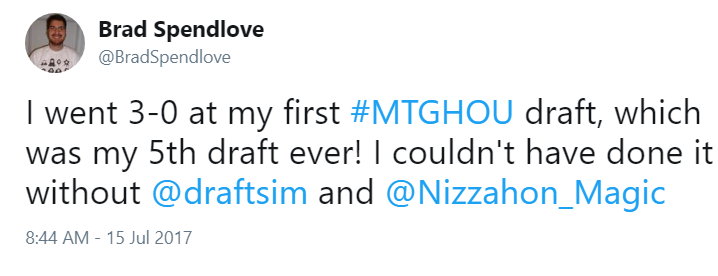 Brad Spendlove
@BradSpendlove
I went 3-0 at my first #MTGHOU draft, which
was my 5th draft ever! I couldn't have done it
without @draftsim and @Nizzahon_Magic
8:44 AM - 15 Jul 2017